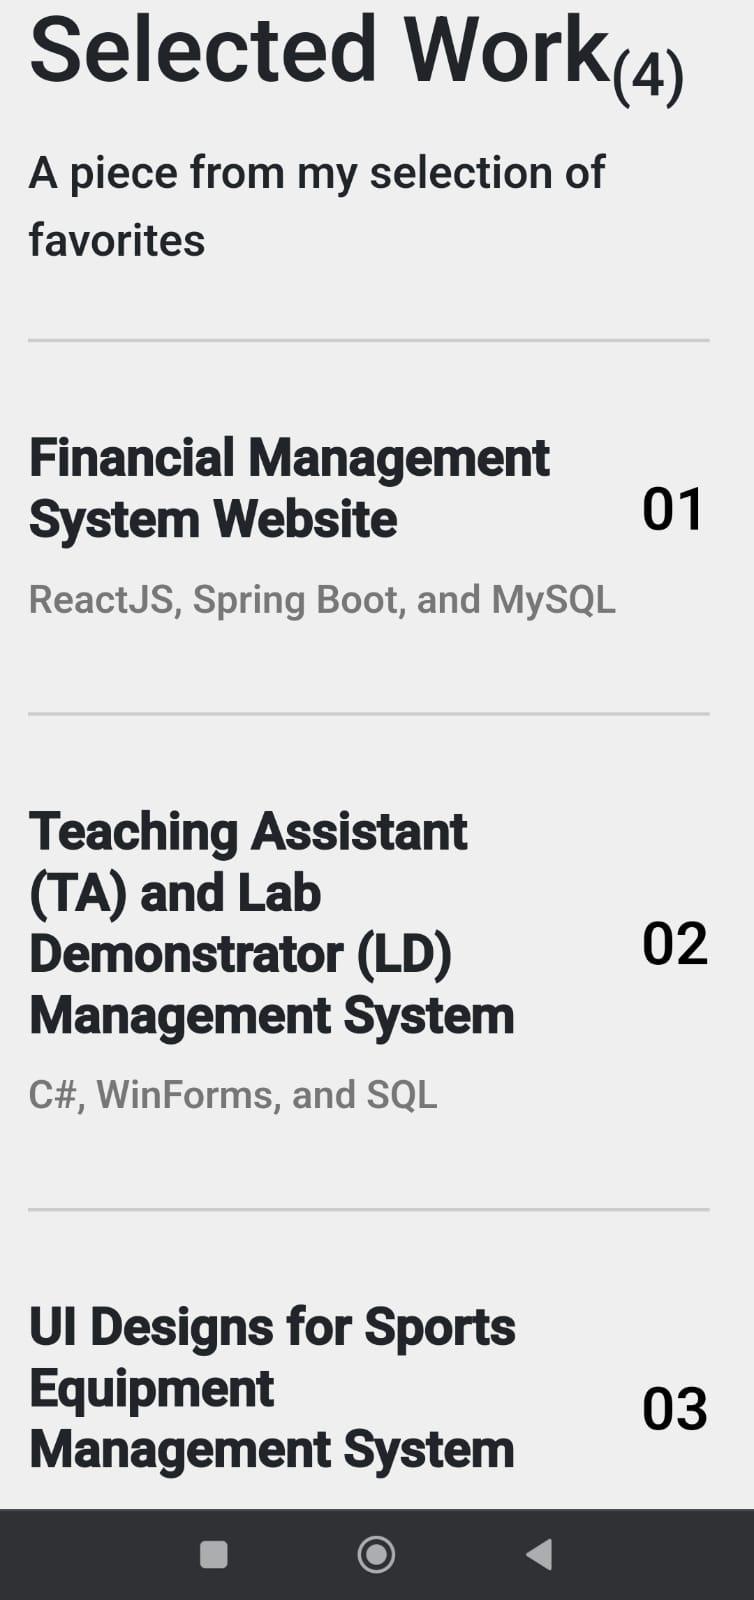 Selected Work(4)
A piece from my selection of
favorites
Financial Management
System Website
01
ReactJS, Spring Boot, and MySQL
Teaching Assistant
(TA) and Lab
Demonstrator (LD)
Management System
02
C#, WinForms, and SQL
UI Designs for Sports
Equipment
Management System
03